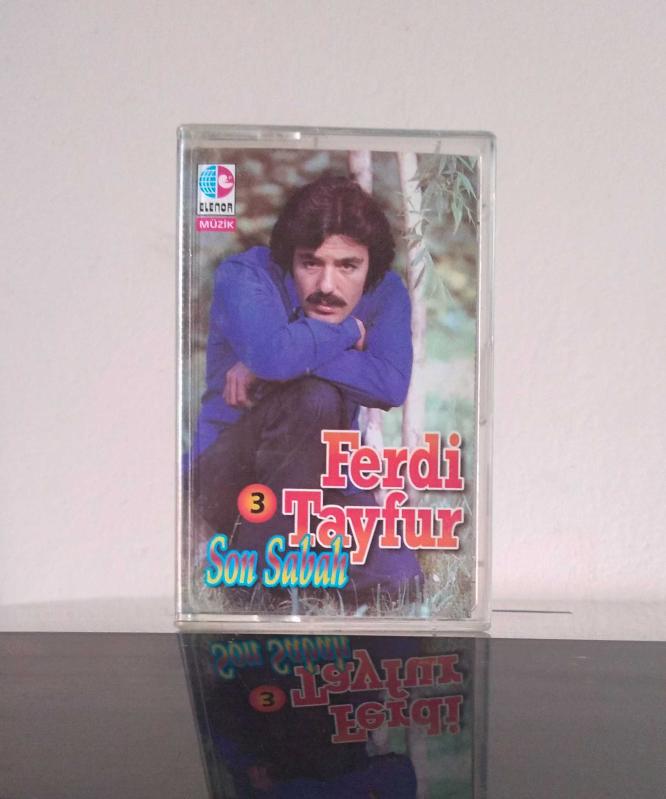 ELENOR
MÜZİK
Ferdi
3 Tayfur
Son Sabah